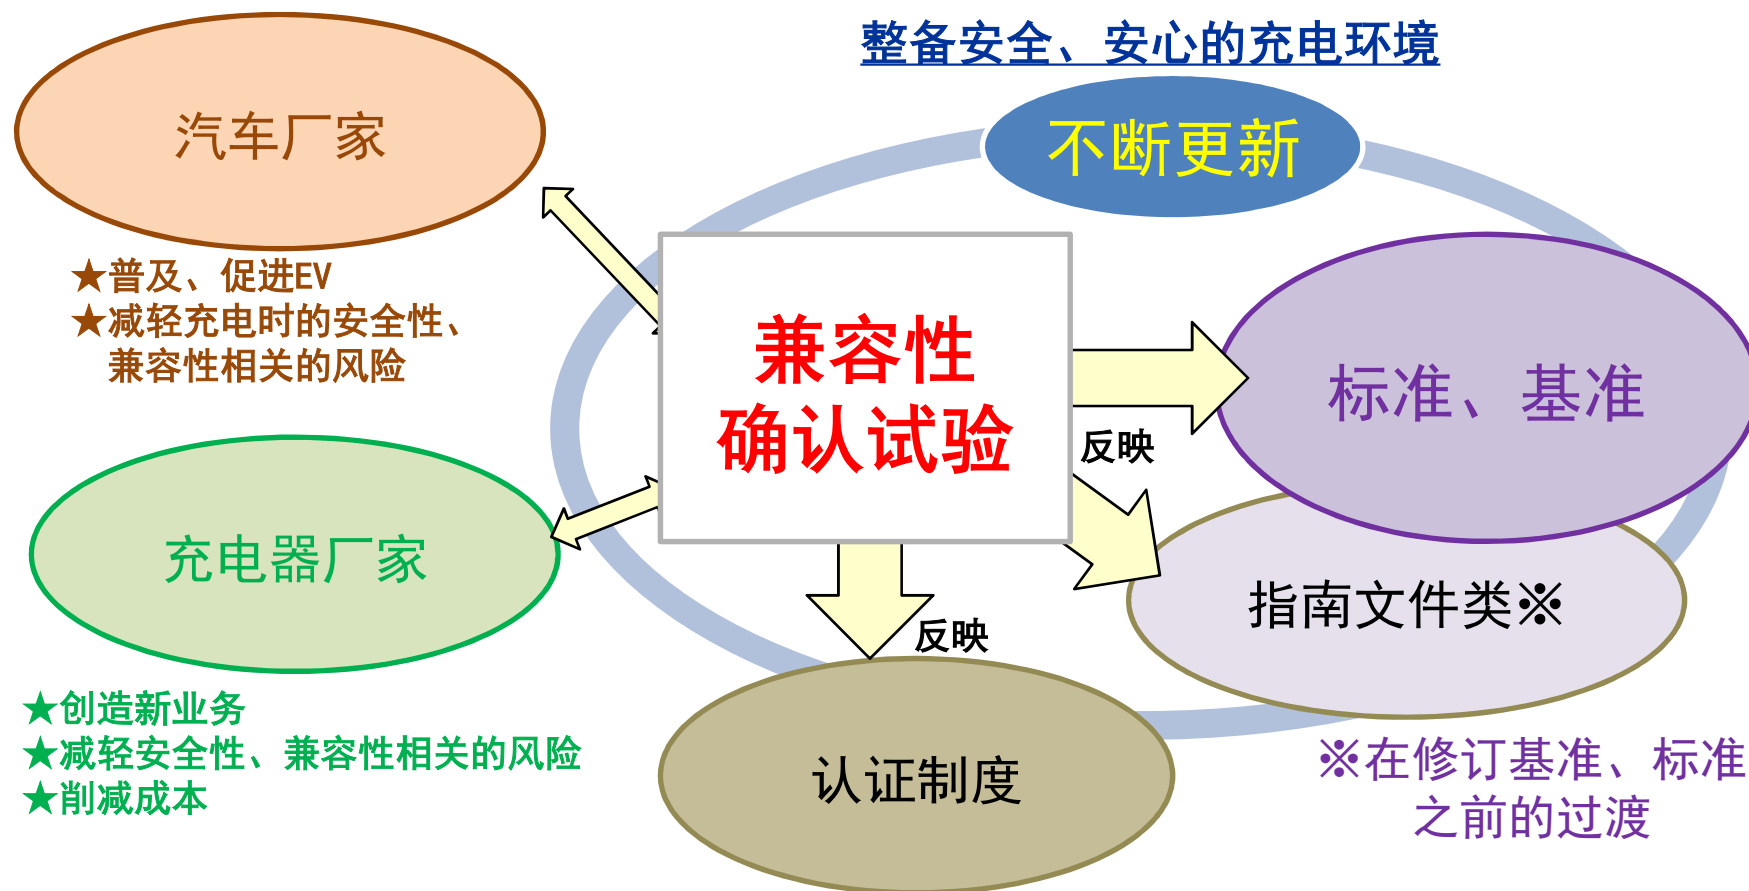 整备安全、安心的充电环境
汽车厂家
不断更新
★普及、促进EV
★减轻充电时的安全性、
兼容性相关的风险
兼容性
确认试验
标准、基准
反映
充电器厂家
指南文件类※
反映
★创造新业务
★减轻安全性、兼容性相关的风险
★削减成本
认证制度
※在修订基准、标准
之前的过渡